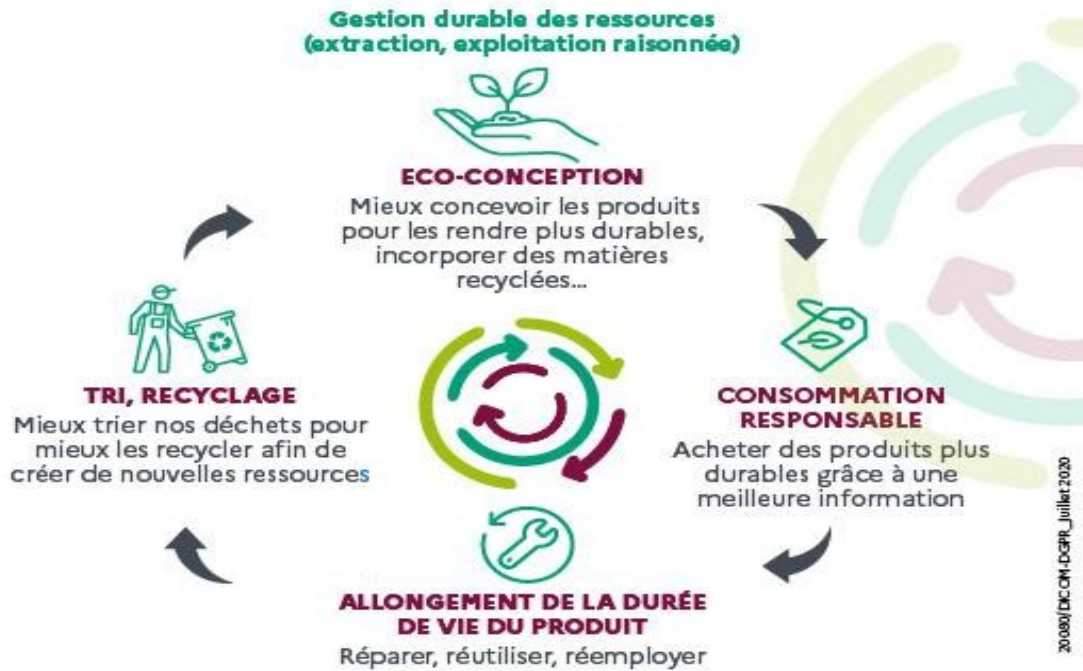 Gestion durable des ressources
(extraction, exploitation raisonnée)
ECO-CONCEPTION
Mieux concevoir les produits
pour les rendre plus durables,
incorporer des matières
recyclées...
TRI, RECYCLAGE
Mieux trier nos déchets pour
mieux les recycler afin de
créer de nouvelles ressources
CONSOMMATION
RESPONSABLE
Acheter des produits plus
durables grâce à une
meilleure information
ALLONGEMENT DE LA DURÉE
DE VIE DU PRODUIT
Réparer, réutiliser, réemployer
20080/DICOM-DGPR_Juillet 2020